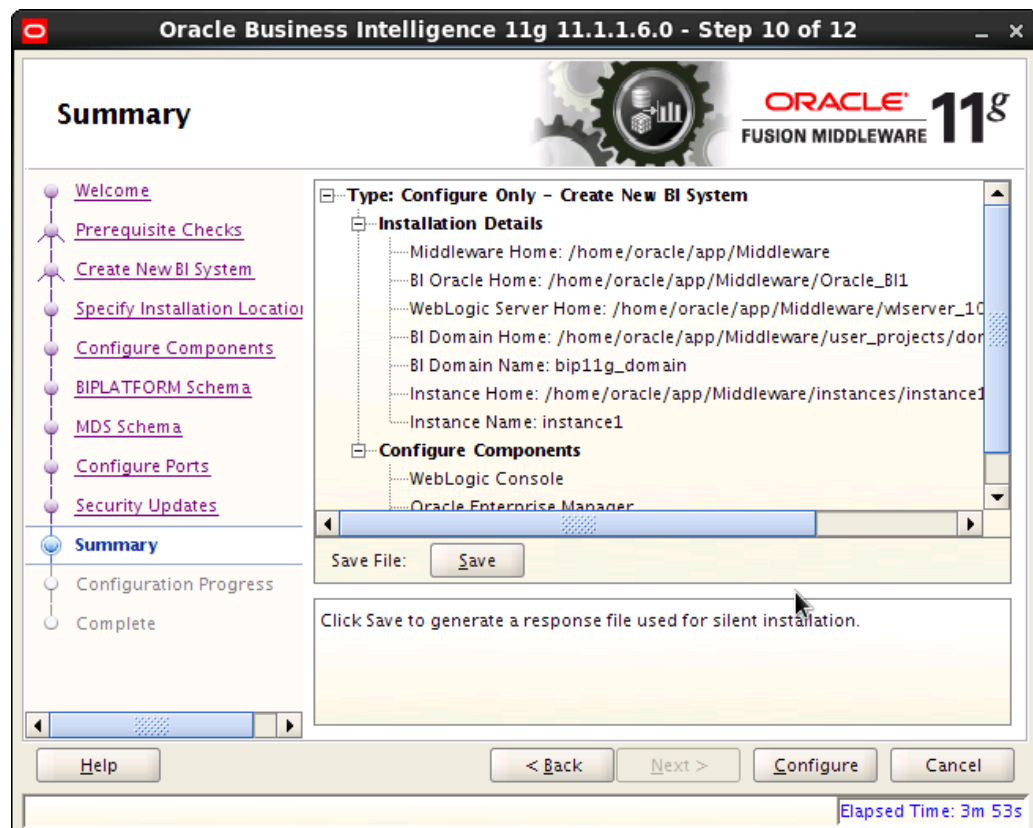 Oracle Business Intelligence 11g 11.1.1.6.0 - Step 10 of 12
Summary
ORACLE
FUSION MIDDLEWARE 11g
Welcome
Prerequisite Checks
Create New BI System
Specify Installation Location
Configure Components
BIPLATFORM Schema
MDS Schema
Configure Ports
Security Updates
Summary
Configuration Progress
Complete
Type: Configure Only - Create New BI System
Installation Details
Middleware Home: /home/oracle/app/Middleware
BI Oracle Home: /home/oracle/app/Middleware/Oracle_BI1
WebLogic Server Home: /home/oracle/app/Middleware/wlserver_10
BI Domain Home: /home/oracle/app/Middleware/user_projects/dor
BI Domain Name: bip11g_domain
Instance Home: /home/oracle/app/Middleware/instances/instance1
Instance Name: instance1
Configure Components
WebLogic Console
Oracle Enterprise Manager
Save File: Save
Click Save to generate a response file used for silent installation.
Help < Back Next > Configure Cancel
Elapsed Time: 3m 53s